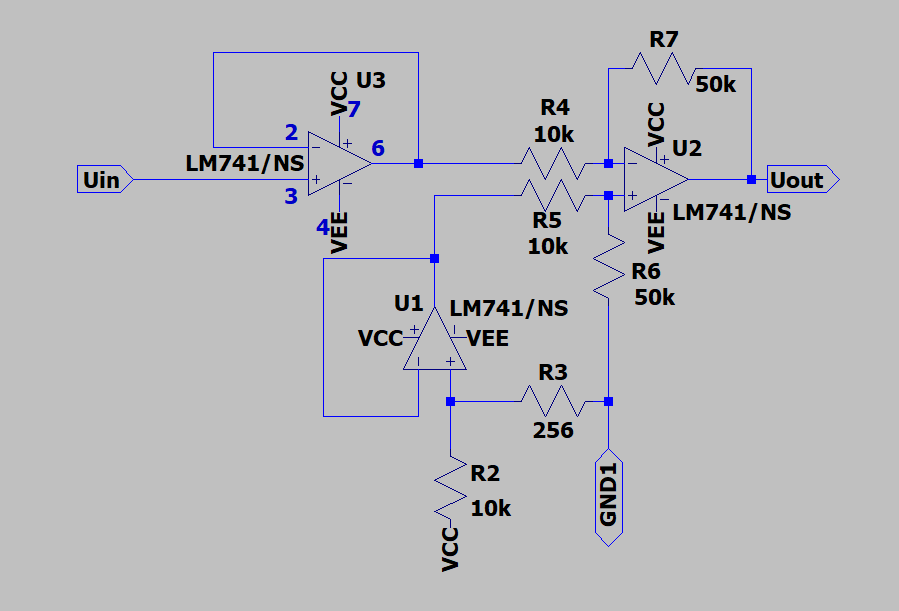 R7
50k
VCC
U3
7
R4
10k
VCC
U2
2
6
LM741/NS
Uin
3
Uout
4
VEE
R5
10k
VEE
LM741/NS
R6
50k
U1
LM741/NS
VCC
VEE
R3
256
R2
10k
GND1
VCC